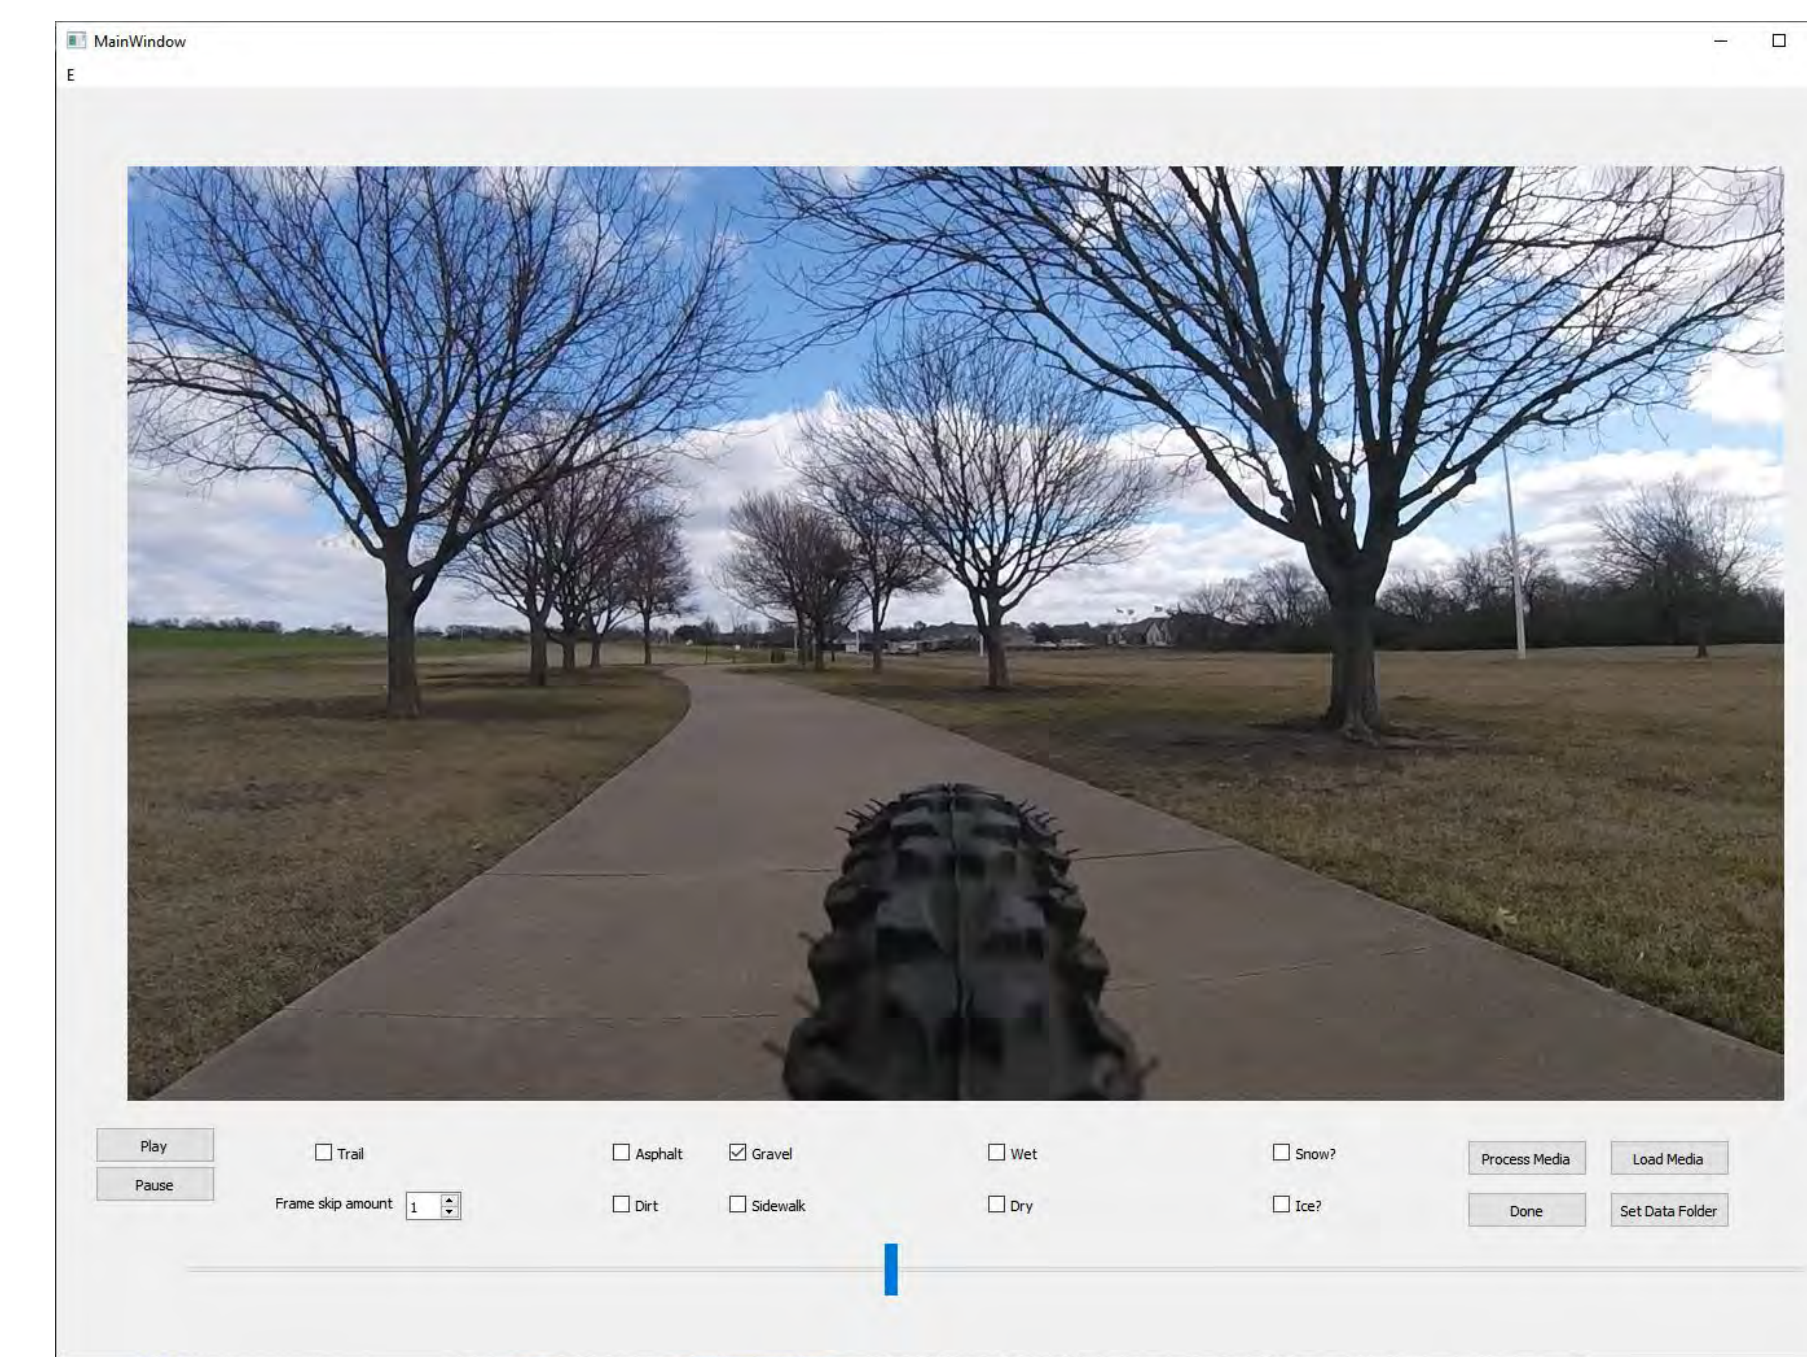 MainWindow
E
Play
Trail
Asphalt
Gravel
Wet
Snow?
Process Media
Load Media
Pause
Frame skip amount 1
Dirt
Sidewalk
Dry
Ice?
Done
Set Data Folder